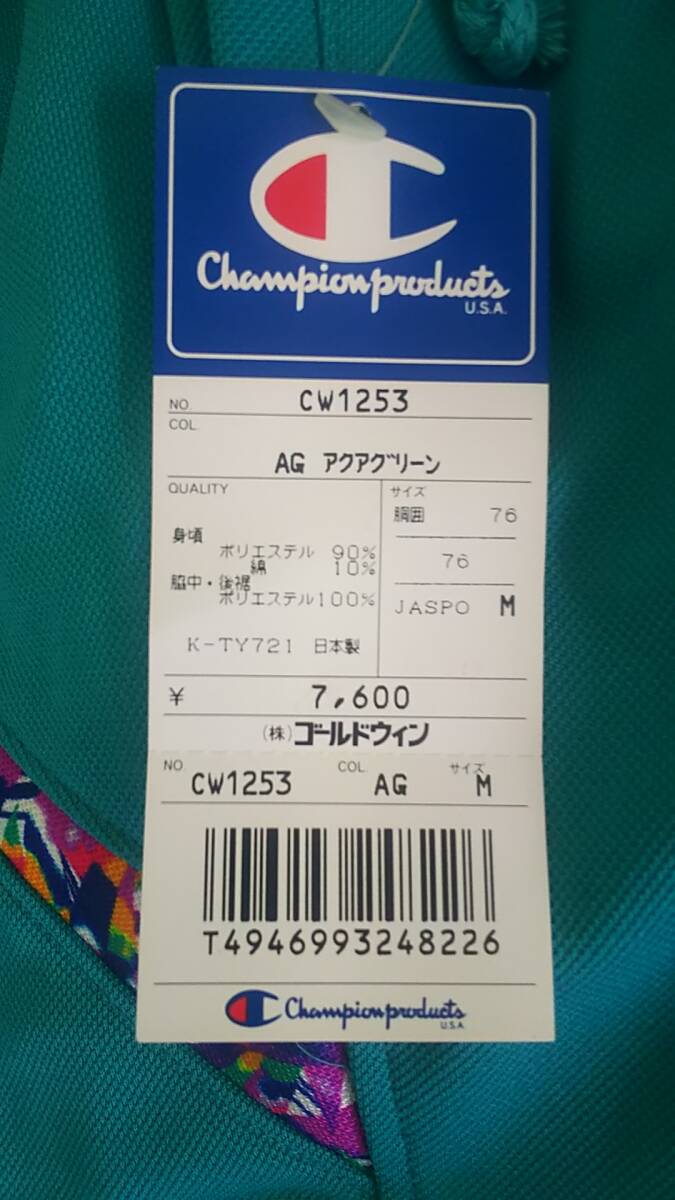 Championproducts
U.S.A.
NO. CW1253
COL.
AG アクアグリーン
QUALITY
身頃
ポリエステル 90%
綿 10%
脇中・後裾
ポリエステル100%
K-TY721 日本製
サイズ
胴囲 76
76
JASPO M
¥ 7,600
(株)ゴールドウィン
NO. CW1253 COL. AG サイズ M
T4946993248226
Championproducts
U.S.A.